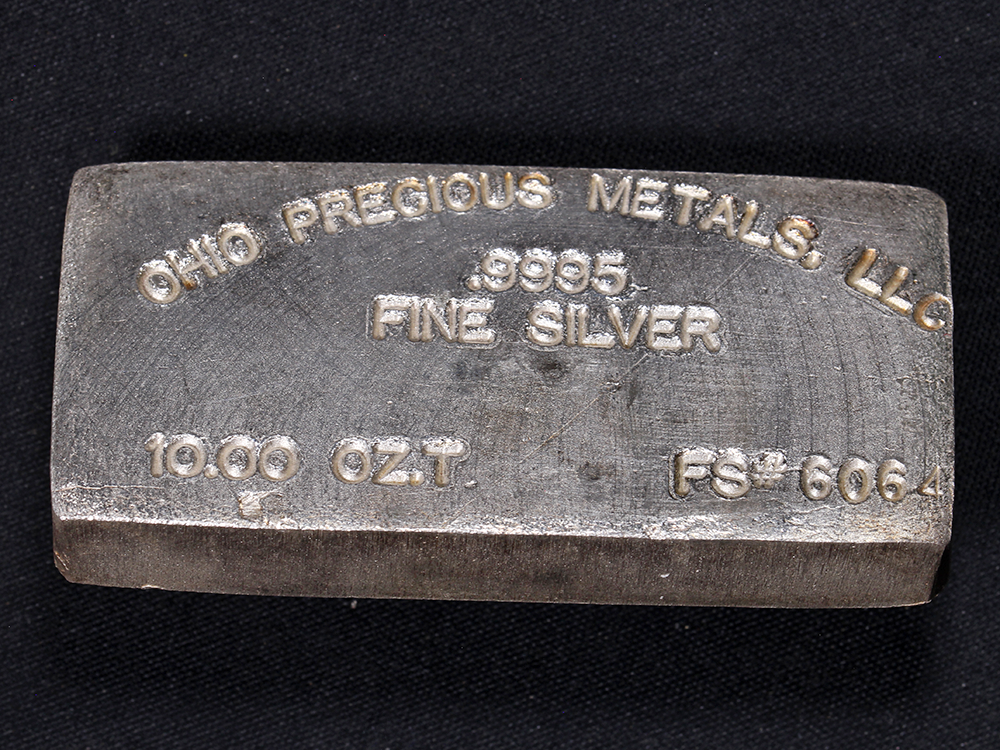 OHIO PRECIOUS METALS, LLC
.9995
FINE SILVER
10.00 OZ.T FS# 6064